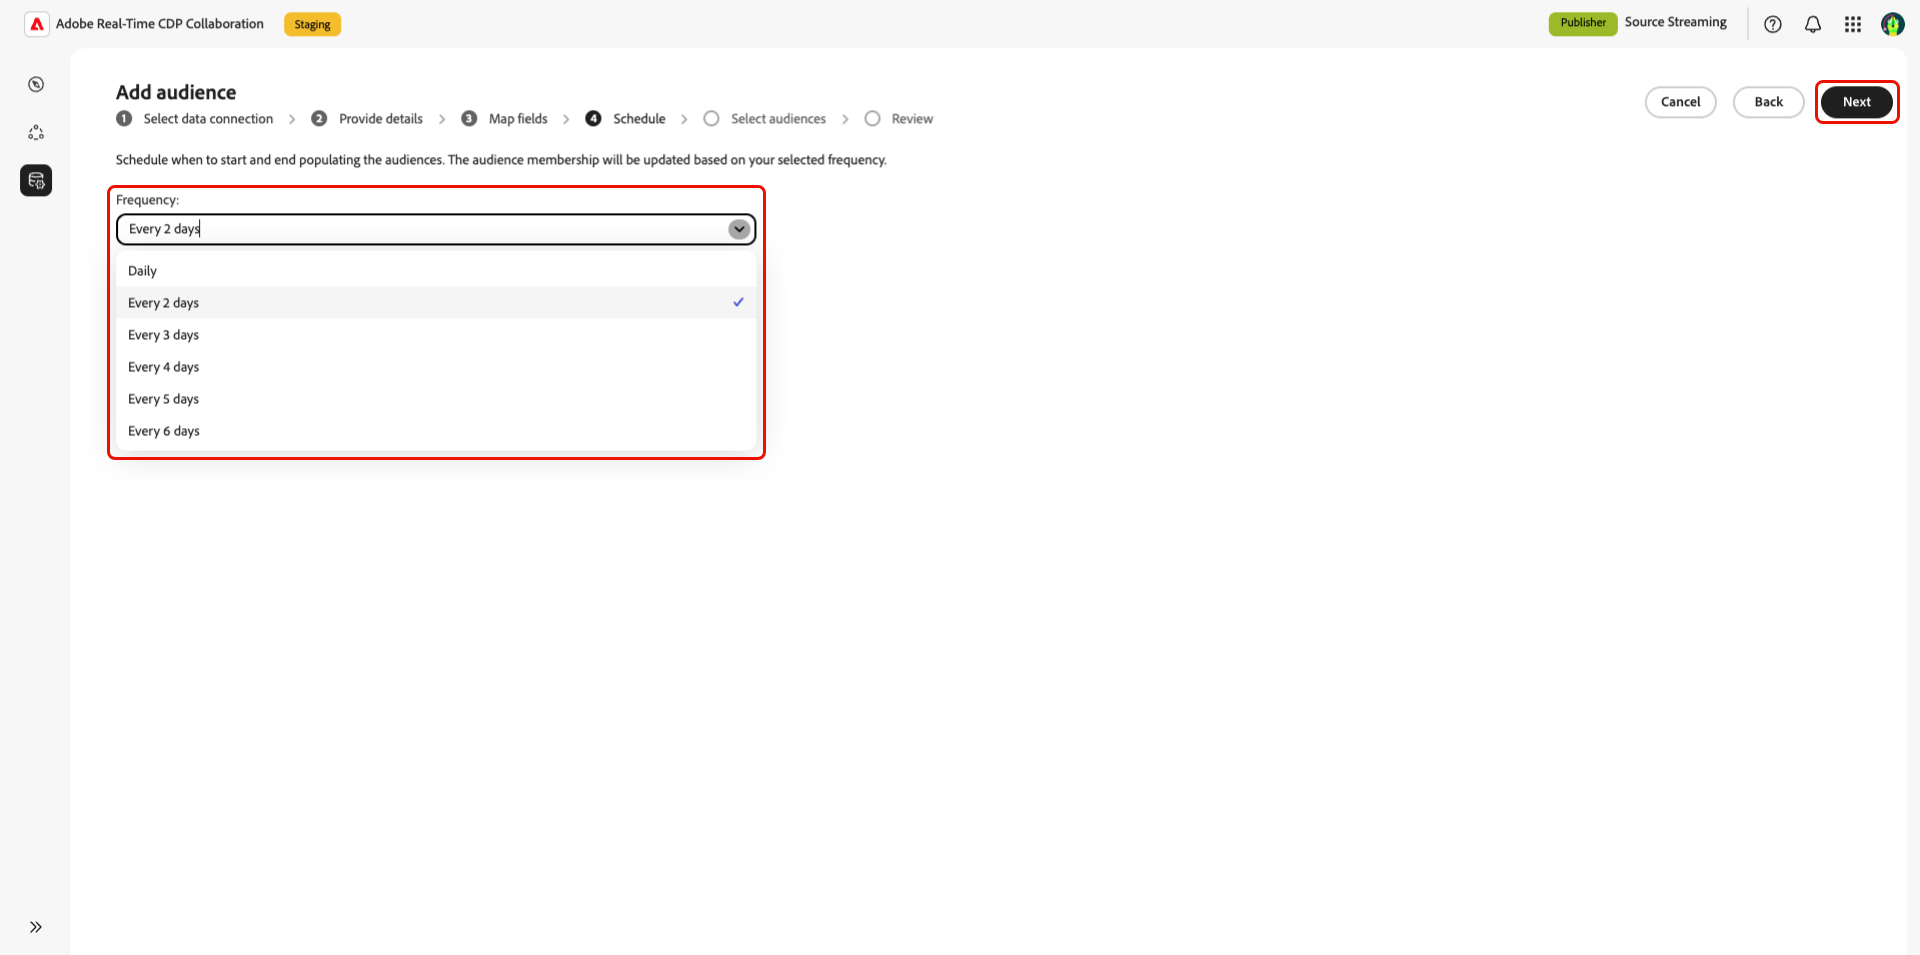 Adobe Real-Time CDP Collaboration Staging Publisher Source Streaming
Add audience
Cancel Back Next
1 Select data connection 2 Provide details 3 Map fields 4 Schedule Select audiences Review
Schedule when to start and end populating the audiences. The audience membership will be updated based on your selected frequency.
Frequency:
Every 2 days
Daily
Every 2 days
Every 3 days
Every 4 days
Every 5 days
Every 6 days